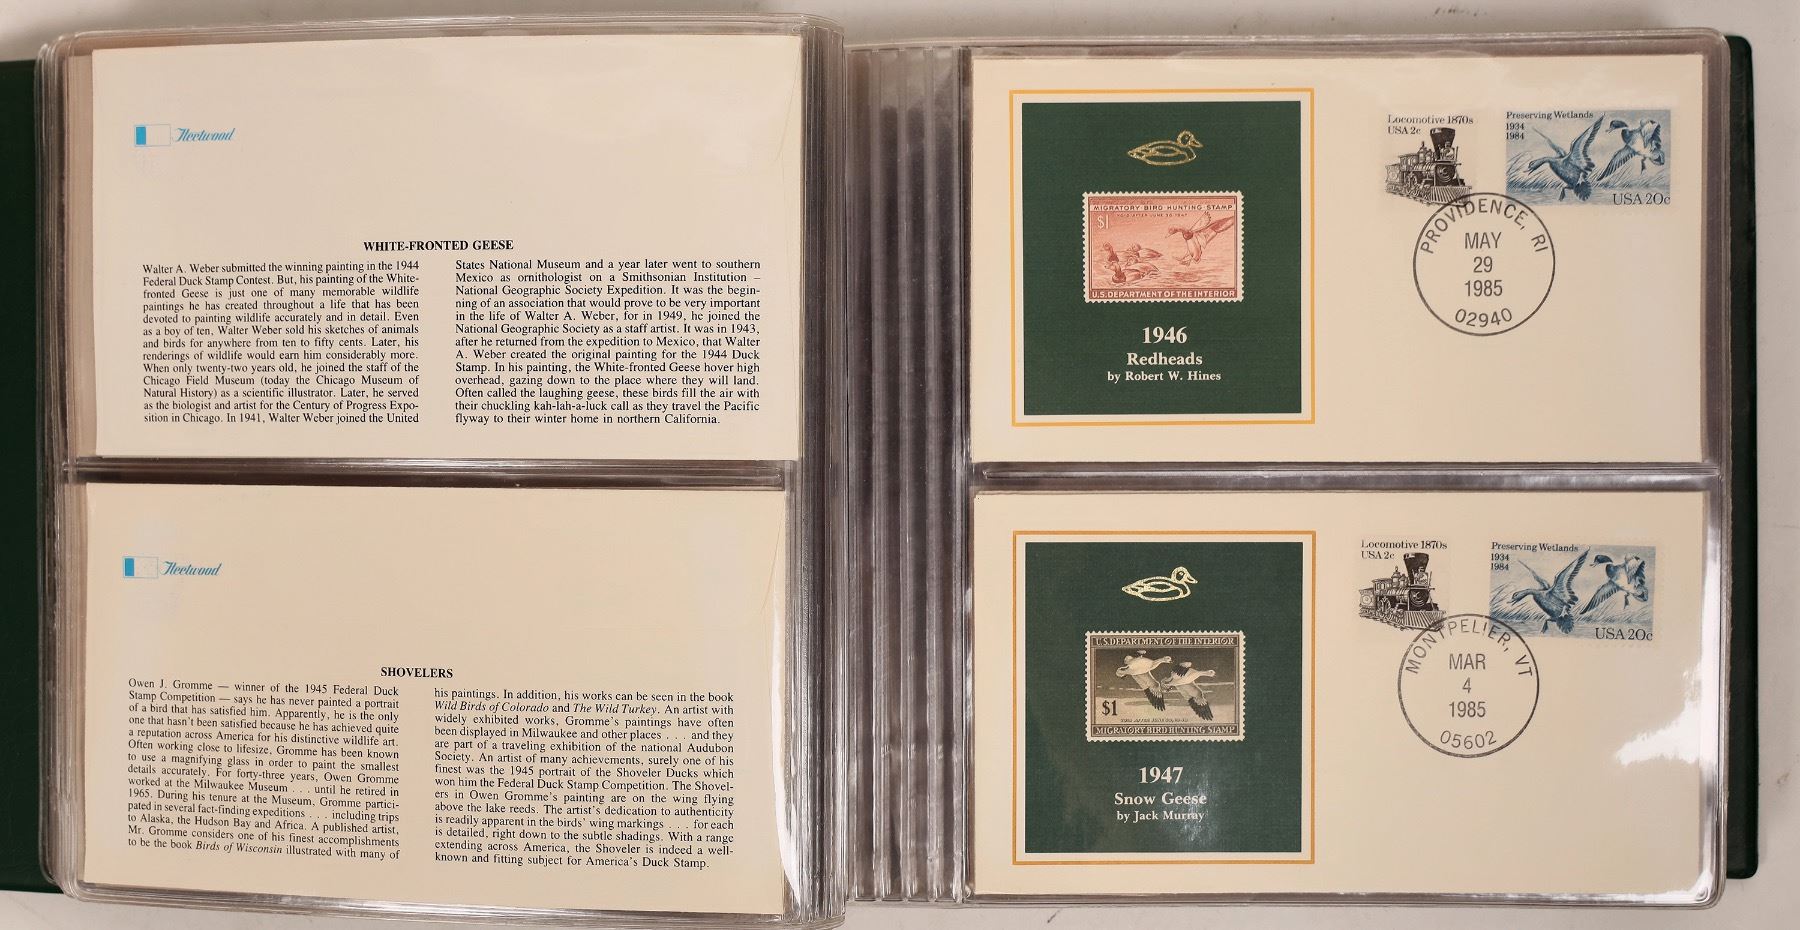 Fleetwood
WHITE-FRONTED GEESE
Walter A. Weber submitted the winning painting in the 1944
Federal Duck Stamp Contest. But, his painting of the White-
fronted Geese is just one of many memorable wildlife
paintings he has created throughout a life that has been
devoted to painting wildlife accurately and in detail. Even
as a boy of ten, Walter Weber sold his sketches of animals
and birds for anywhere from ten to fifty cents. Later, his
renderings of wildlife would earn him considerably more.
When only twenty-two years old, he joined the staff of the
Chicago Field Museum (today the Chicago Museum of
Natural History) as a scientific illustrator. Later, he served
as the biologist and artist for the Century of Progress Expo-
sition in Chicago. In 1941, Walter Weber joined the United
States National Museum and a year later went to southern
Mexico as ornithologist on a Smithsonian Institution –
National Geographic Society Expedition. It was the begin-
ning of an association that would prove to be very important
in the life of Walter A. Weber, for in 1949, he joined the
National Geographic Society as a staff artist. It was in 1943,
after he returned from the expedition to Mexico, that Walter
A. Weber created the original painting for the 1944 Duck
Stamp. In his painting, the White-fronted Geese hover high
overhead, gazing down to the place where they will land.
Often called the laughing geese, these birds fill the air with
their chuckling kah-lah-a-luck call as they travel the Pacific
flyway to their winter home in northern California.
Fleetwood
SHOVELERS
Owen J. Gromme — winner of the 1945 Federal Duck
Stamp Competition — says he has never painted a portrait
of a bird that has satisfied him. Apparently, he is the only
one that hasn't been satisfied because he has achieved quite
a reputation across America for his distinctive wildlife art.
Often working close to lifesize, Gromme has been known
to use a magnifying glass in order to paint the smallest
details accurately. For forty-three years, Owen Gromme
worked at the Milwaukee Museum . . . until he retired in
1965. During his tenure at the Museum, Gromme partici-
pated in several fact-finding expeditions . . . including trips
to Alaska, the Hudson Bay and Africa. A published artist,
Mr. Gromme considers one of his finest accomplishments
to be the book Birds of Wisconsin illustrated with many of
his paintings. In addition, his works can be seen in the book
Wild Birds of Colorado and The Wild Turkey. An artist with
widely exhibited works, Gromme's paintings have often
been displayed in Milwaukee and other places . . . and they
are part of a traveling exhibition of the national Audubon
Society. An artist of many achievements, surely one of his
finest was the 1945 portrait of the Shoveler Ducks which
won him the Federal Duck Stamp Competition. The Shovel-
ers in Owen Gromme's painting are on the wing flying
above the lake reeds. The artist's dedication to authenticity
is readily apparent in the birds' wing markings . . . for each
is detailed, right down to the subtle shadings. With a range
extending across America, the Shoveler is indeed a well-
known and fitting subject for America's Duck Stamp.
MIGRATORY BIRD HUNTING STAMP
VOID AFTER JUNE 30, 1947
$1
U.S. DEPARTMENT OF THE INTERIOR
1946
Redheads
by Robert W. Hines
Locomotive 1870s
USA 2c
Preserving Wetlands
1934
1984
USA 20c
PROVIDENCE, RI
MAY
29
1985
02940
U.S. DEPARTMENT OF THE INTERIOR
$1
MIGRATORY BIRD HUNTING STAMP
1947
Snow Geese
by Jack Murray
Locomotive 1870s
USA 2c
Preserving Wetlands
1934
1984
USA 20c
MONTPELIER, VT
MAR
4
1985
05602